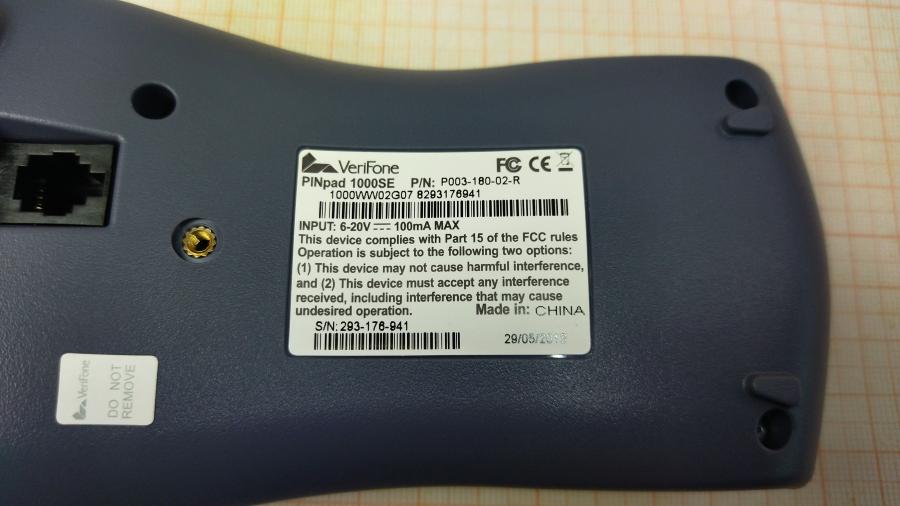 VeriFone
FC CE
PINpad 1000SE P/N: P003-180-02-R
1000WW02G07 8293176941
INPUT: 6-20V 100mA MAX
This device complies with Part 15 of the FCC rules
Operation is subject to the following two options:
(1) This device may not cause harmful interference,
and (2) This device must accept any interference
received, including interference that may cause
undesired operation. Made in: CHINA
S/N: 293-176-941
VeriFone
DO NOT
REMOVE